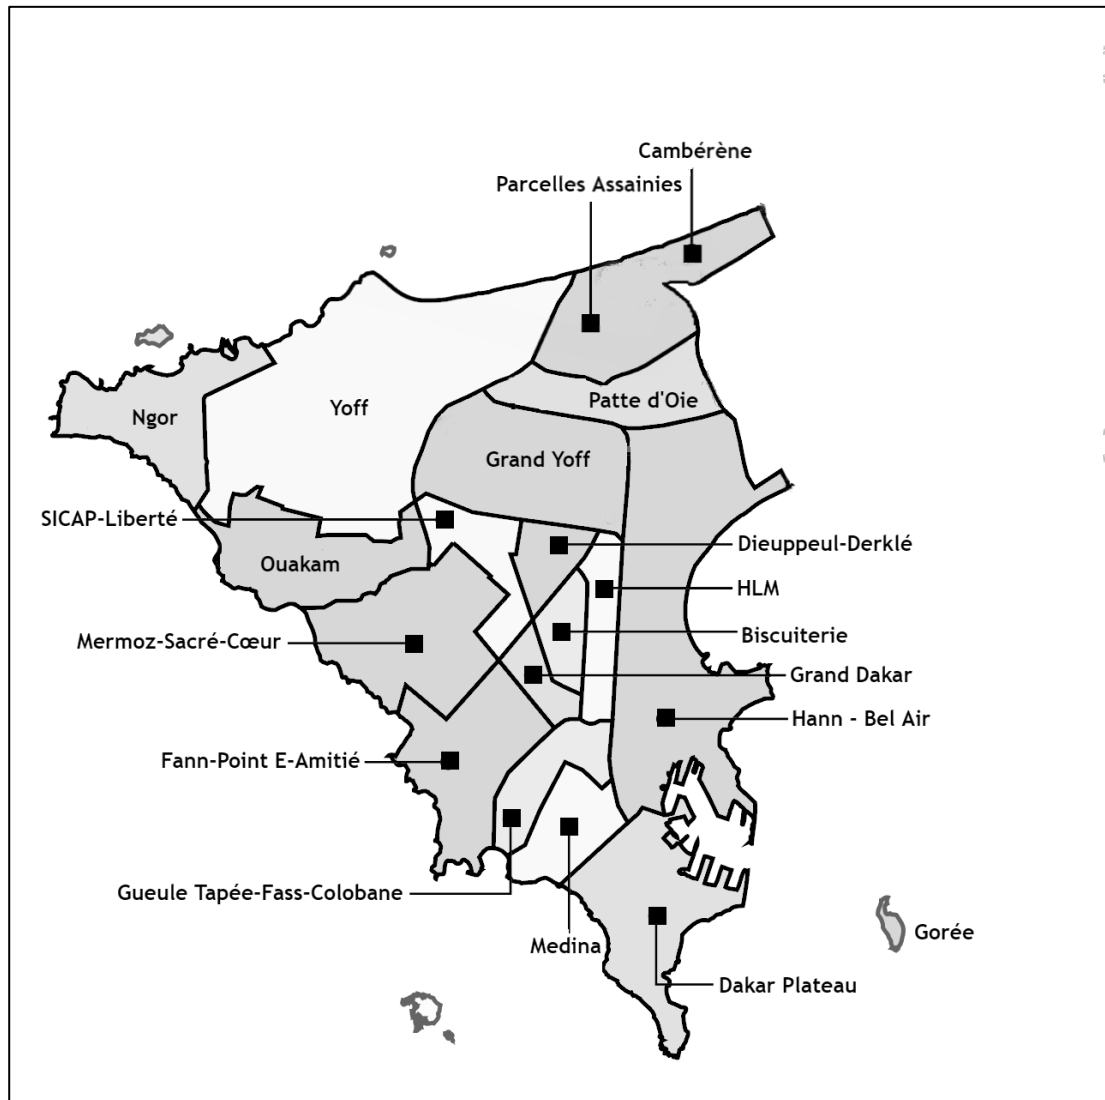 Cambérène
Parcelles Assainies
Yoff
Patte d'Oie
Ngor
Grand Yoff
SICAP-Liberté
Dieuppeul-Derklé
Ouakam
HLM
Mermoz-Sacré-Cœur
Biscuiterie
Grand Dakar
Hann - Bel Air
Fann-Point E-Amitié
Gueule Tapée-Fass-Colobane
Gorée
Medina
Dakar Plateau